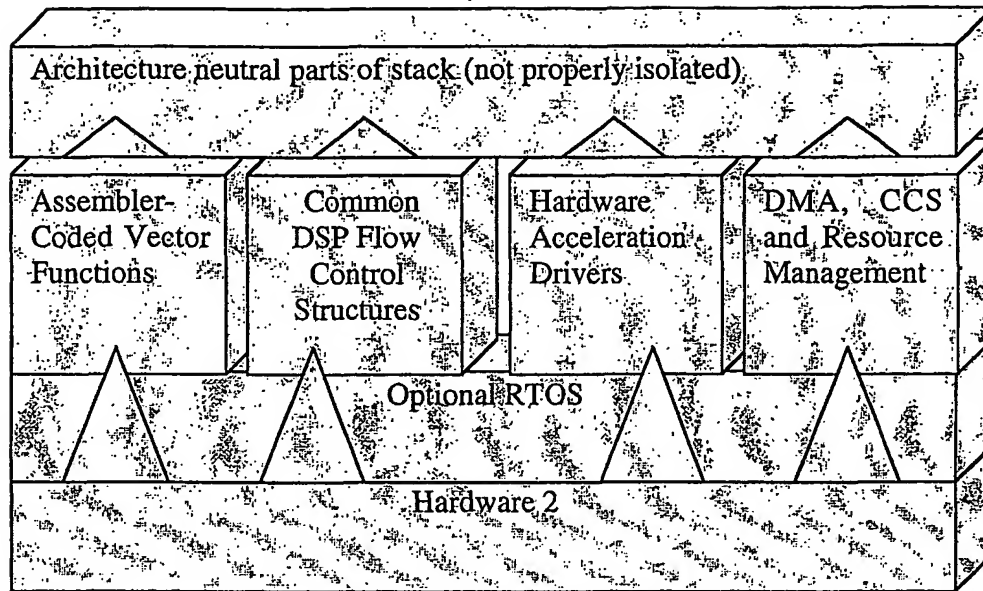 Architecture neutral parts of stack (not properly isolated)
Assembler-
Coded Vector
Functions
Common
DSP Flow
Control
Structures
Hardware
Acceleration
Drivers
DMA, CCS
and Resource
Management
Optional RTOS
Hardware 2